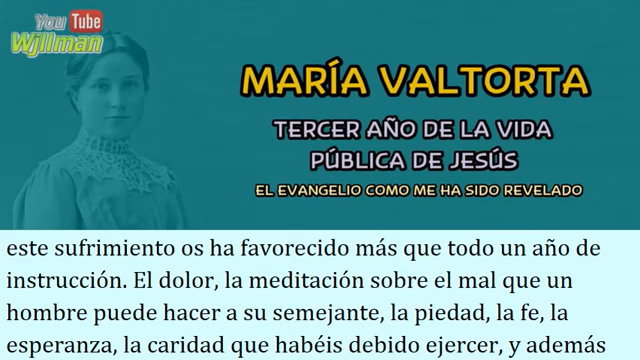 You Tube
Wjllman
MARÍA VALTORTA
TERCER AÑO DE LA VIDA
PÚBLICA DE JESÚS
EL EVANGELIO COMO ME HA SIDO REVELADO
este sufrimiento os ha favorecido más que todo un año de
instrucción. El dolor, la meditación sobre el mal que un
hombre puede hacer a su semejante, la piedad, la fe, la
esperanza, la caridad que habéis debido ejercer, y además